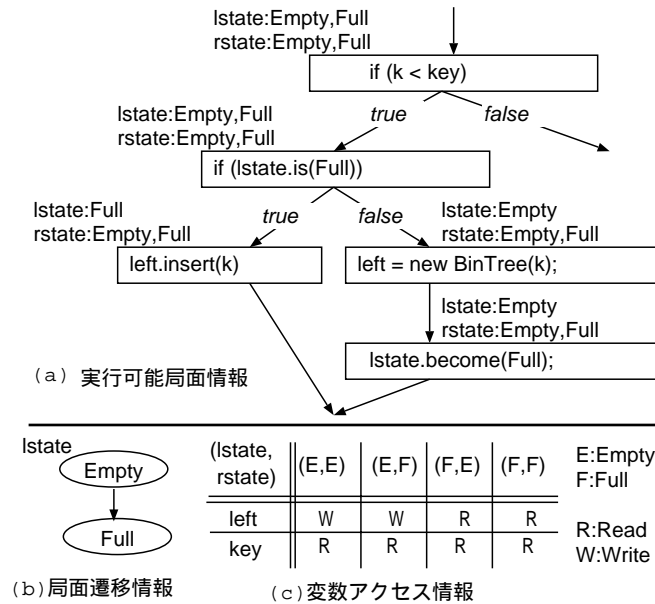 lstate:Empty,Full
rstate:Empty,Full
if (k < key)
lstate:Empty,Full
rstate:Empty,Full
true
false
if (lstate.is(Full))
lstate:Full
rstate:Empty,Full
true
false
lstate:Empty
rstate:Empty,Full
left.insert(k)
left = new BinTree(k);
lstate:Empty
rstate:Empty,Full
lstate.become(Full);
(a) 実行可能局面情報
lstate
Empty
Full
(b)局面遷移情報
(lstate, rstate) (E,E) (E,F) (F,E) (F,F)
left W W R R
key R R R R
E:Empty
F:Full
R:Read
W:Write
(c)変数アクセス情報